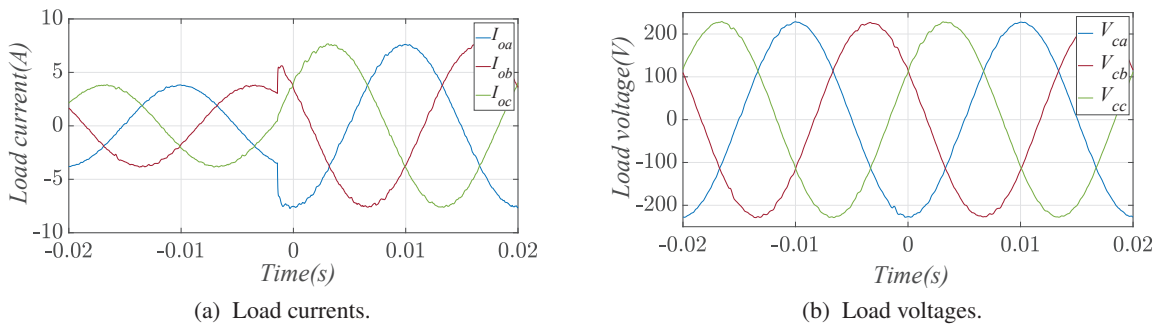 10
5
0
-5
-10
Load current(A)
I_oa
I_ob
I_oc
-0.02
-0.01
0
0.01
0.02
Time(s)
(a) Load currents.
200
100
0
-100
-200
Load voltage(V)
V_ca
V_cb
V_cc
-0.02
-0.01
0
0.01
0.02
Time(s)
(b) Load voltages.